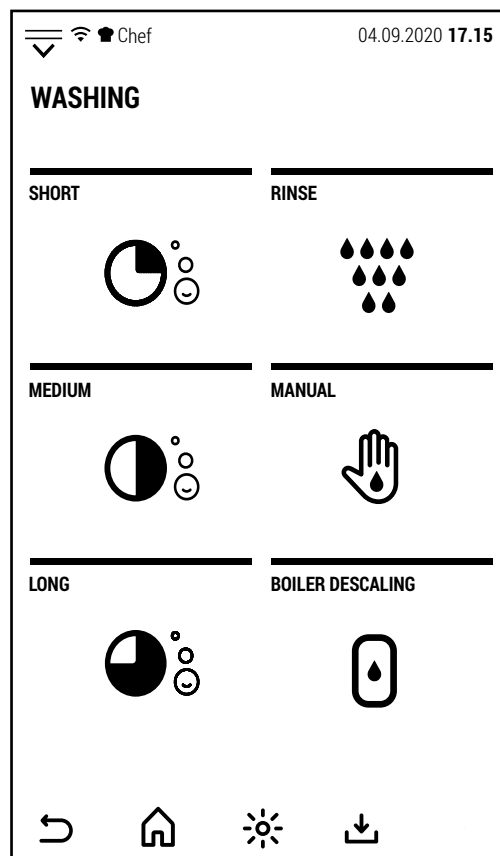 Chef 04.09.2020 17.15
WASHING
SHORT RINSE
MEDIUM MANUAL
LONG BOILER DESCALING